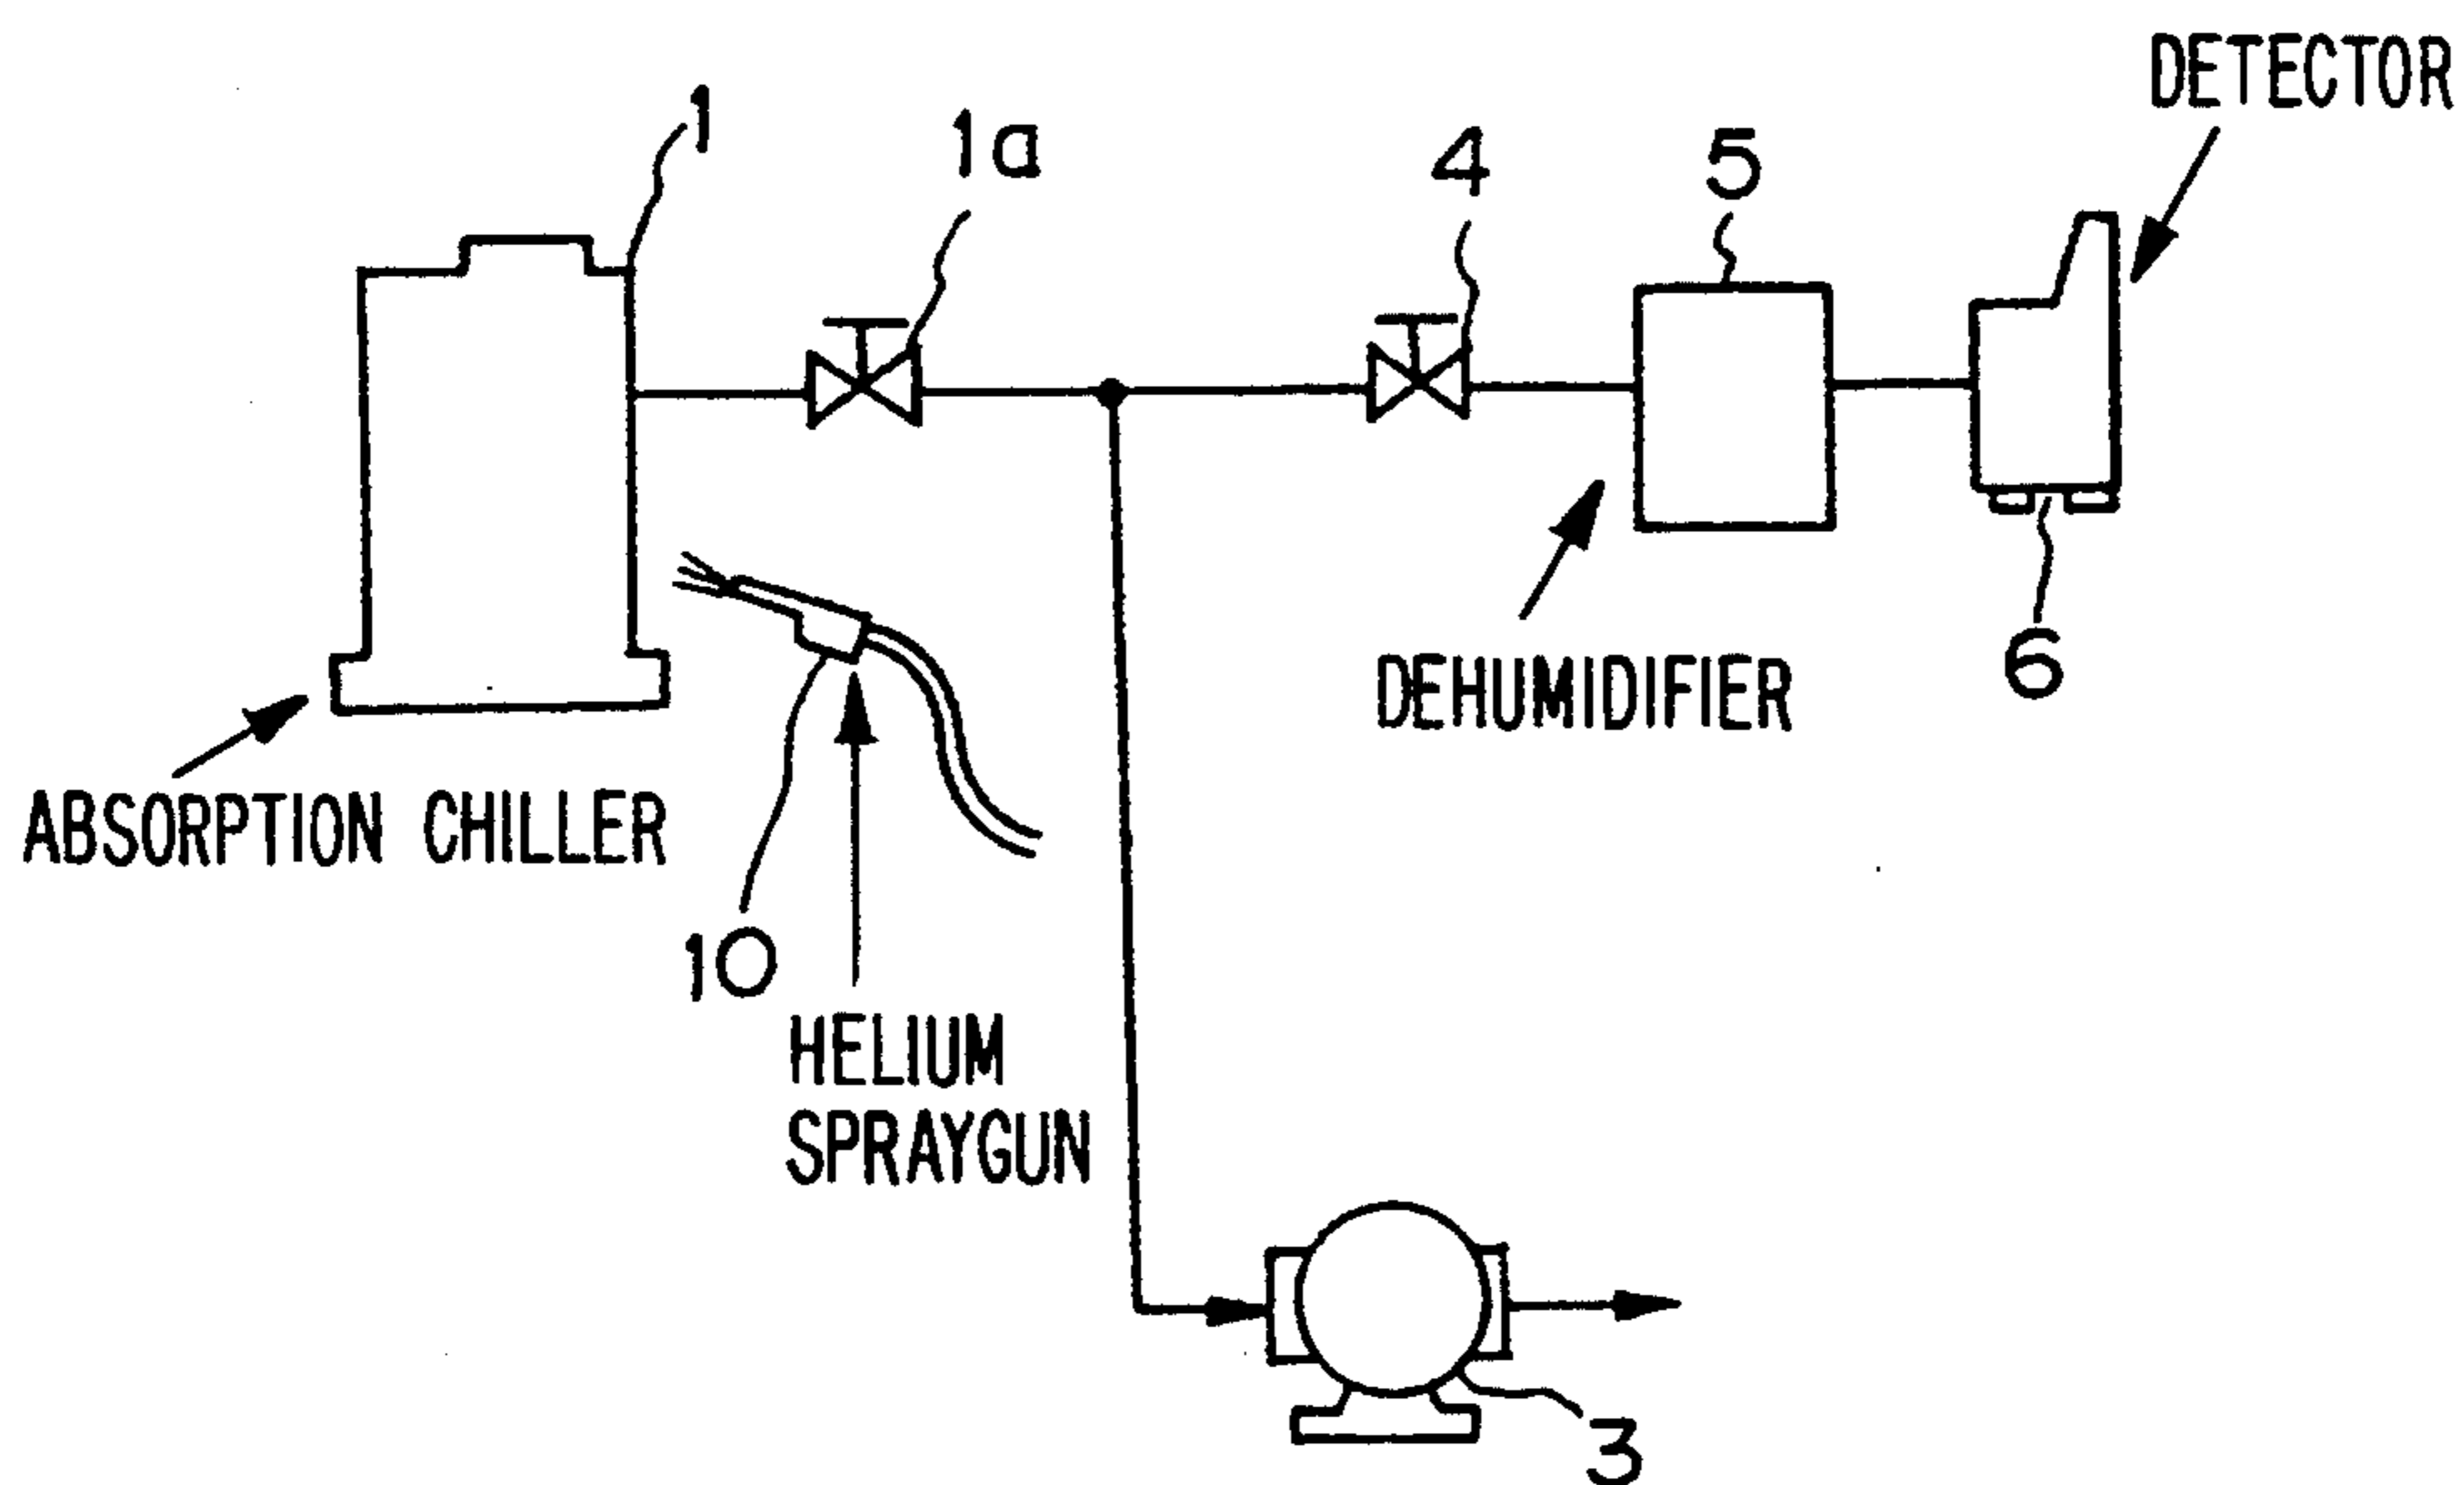 DETECTOR
1
1a
4
5
6
DEHUMIDIFIER
ABSORPTION CHILLER
10
HELIUM
SPRAYGUN
3